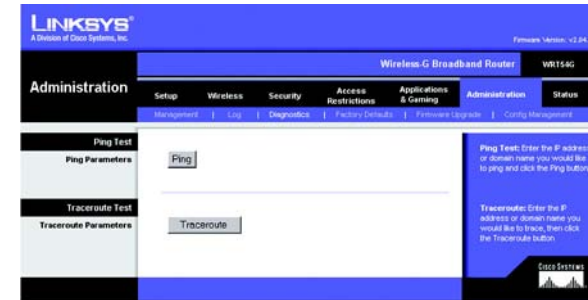 LINKSYS®
A Division of Cisco Systems, Inc.
Firmware Version: v2.04
Wireless-G Broadband Router
WRT54G
Administration
Setup
Wireless
Security
Access Restrictions
Applications & Gaming
Administration
Status
Management | Log | Diagnostics | Factory Defaults | Firmware Upgrade | Config Management
Ping Test
Ping Parameters
Ping
Ping Test: Enter the IP address
or domain name you would like
to ping and click the Ping button
Traceroute Test
Traceroute Parameters
Traceroute
Traceroute: Enter the IP
address or domain name you
would like to trace, then click
the Traceroute button
CISCO SYSTEMS